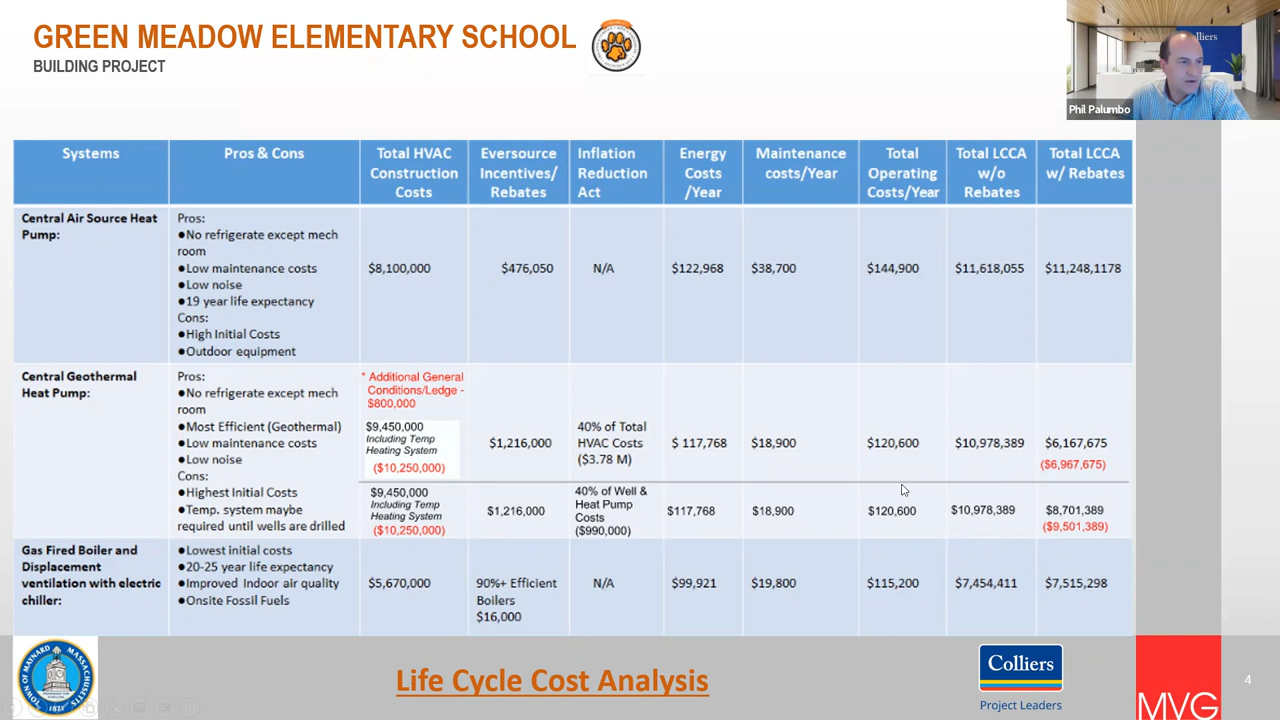 GREEN MEADOW ELEMENTARY SCHOOL
BUILDING PROJECT
lliers
Phil Palumbo
Systems
Pros & Cons
Total HVAC
Construction
Costs
Eversource
Incentives/
Rebates
Inflation
Reduction
Act
Energy
Costs
/Year
Maintenance
costs/Year
Total
Operating
Costs/Year
Total LCCA
w/o
Rebates
Total LCCA
w/ Rebates
Central Air Source Heat
Pump:
Pros:
●No refrigerate except mech
room
●Low maintenance costs
●Low noise
●19 year life expectancy
Cons:
●High Initial Costs
●Outdoor equipment
$8,100,000
$476,050
N/A
$122,968
$38,700
$144,900
$11,618,055
$11,248,1178
Central Geothermal
Heat Pump:
Pros:
●No refrigerate except mech
room
●Most Efficient (Geothermal)
●Low maintenance costs
●Low noise
Cons:
●Highest Initial Costs
●Temp. system maybe
required until wells are drilled
* Additional General
Conditions/Ledge -
$800,000
$9,450,000
Including Temp
Heating System
($10,250,000)
$1,216,000
40% of Total
HVAC Costs
($3.78 M)
$ 117,768
$18,900
$120,600
$10,978,389
$6,167,675
($6,967,675)
$9,450,000
Including Temp
Heating System
($10,250,000)
$1,216,000
40% of Well &
Heat Pump
Costs
($990,000)
$117,768
$18,900
$120,600
$10,978,389
$8,701,389
($9,501,389)
Gas Fired Boiler and
Displacement
ventilation with electric
chiller:
●Lowest initial costs
●20-25 year life expectancy
●Improved Indoor air quality
●Onsite Fossil Fuels
$5,670,000
90%+ Efficient
Boilers
$16,000
N/A
$99,921
$19,800
$115,200
$7,454,411
$7,515,298
TOWN OF MAYNARD MASSACHUSETTS
1871
Life Cycle Cost Analysis
Colliers
Project Leaders
MVG
4